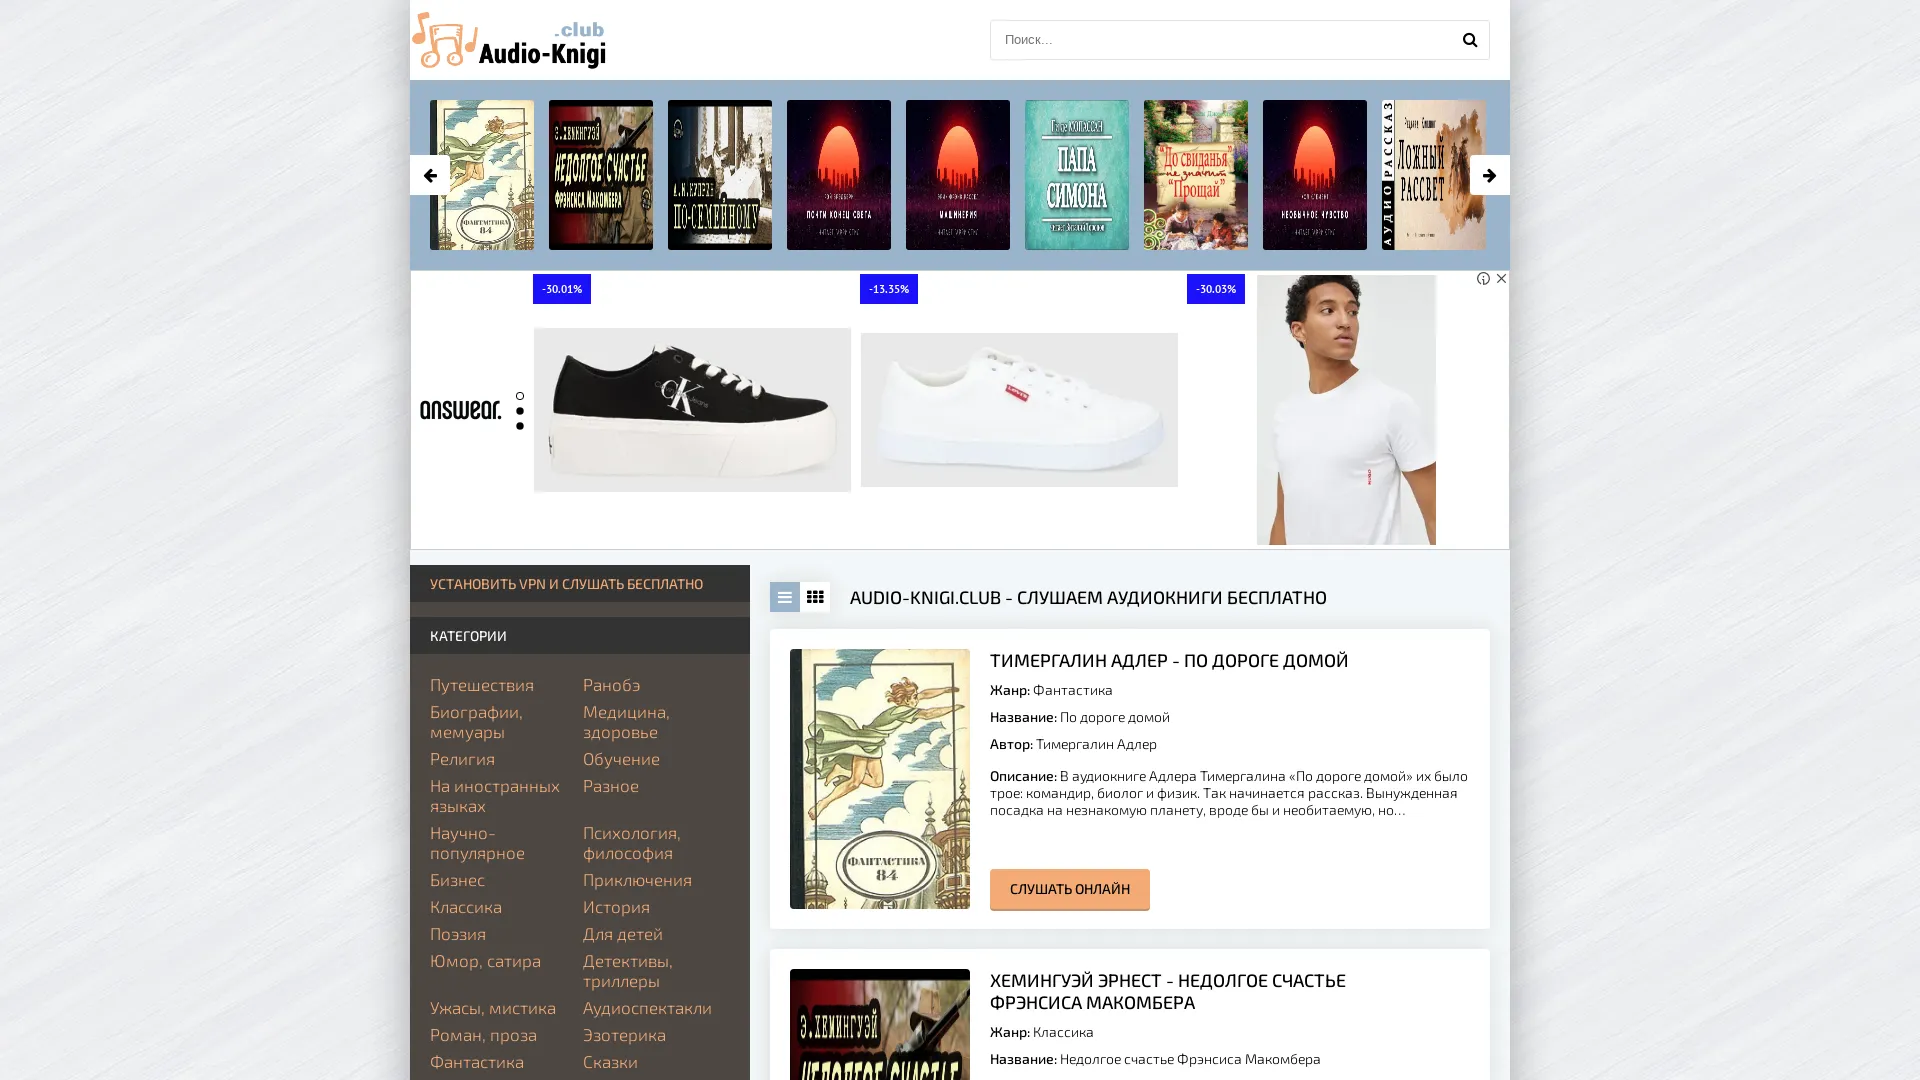 .club
Audio-Knigi
Поиск...
Э.ХЕМИНГУЭЙ
НЕДОЛГОЕ СЧАСТЬЕ
ФРЭНСИСА МАКОМБЕРА
А.И.КУПРИН
ПО-СЕМЕЙНОМУ
ПОЧТИ КОНЕЦ СВЕТА
МАШИНЕРИЯ
ПАПА
СИМОНА
"До свиданья"
не значит
"Прощай"
НЕОБЫЧНОЕ ЧУВСТВО
АУДИОРАССКАЗ
ЛОЖНЫЙ
РАССВЕТ
-30.01%
-13.35%
-30.03%
answear.
УСТАНОВИТЬ VPN И СЛУШАТЬ БЕСПЛАТНО
КАТЕГОРИИ
Путешествия
Ранобэ
Биографии,
мемуары
Медицина,
здоровье
Религия
Обучение
На иностранных
языках
Разное
Научно-
популярное
Психология,
философия
Бизнес
Приключения
Классика
История
Поэзия
Для детей
Юмор, сатира
Детективы,
триллеры
Ужасы, мистика
Аудиоспектакли
Роман, проза
Эзотерика
Фантастика
Сказки
AUDIO-KNIGI.CLUB - СЛУШАЕМ АУДИОКНИГИ БЕСПЛАТНО
ФАНТАСТИКА
84
ТИМЕРГАЛИН АДЛЕР - ПО ДОРОГЕ ДОМОЙ
Жанр: Фантастика
Название: По дороге домой
Автор: Тимергалин Адлер
Описание: В аудиокниге Адлера Тимергалина «По дороге домой» их было
трое: командир, биолог и физик. Так начинается рассказ. Вынужденная
посадка на незнакомую планету, вроде бы и необитаемую, но...
СЛУШАТЬ ОНЛАЙН
Э.ХЕМИНГУЭЙ
НЕДОЛГОЕ СЧАСТЬЕ
ХЕМИНГУЭЙ ЭРНЕСТ - НЕДОЛГОЕ СЧАСТЬЕ
ФРЭНСИСА МАКОМБЕРА
Жанр: Классика
Название: Недолгое счастье Фрэнсиса Макомбера